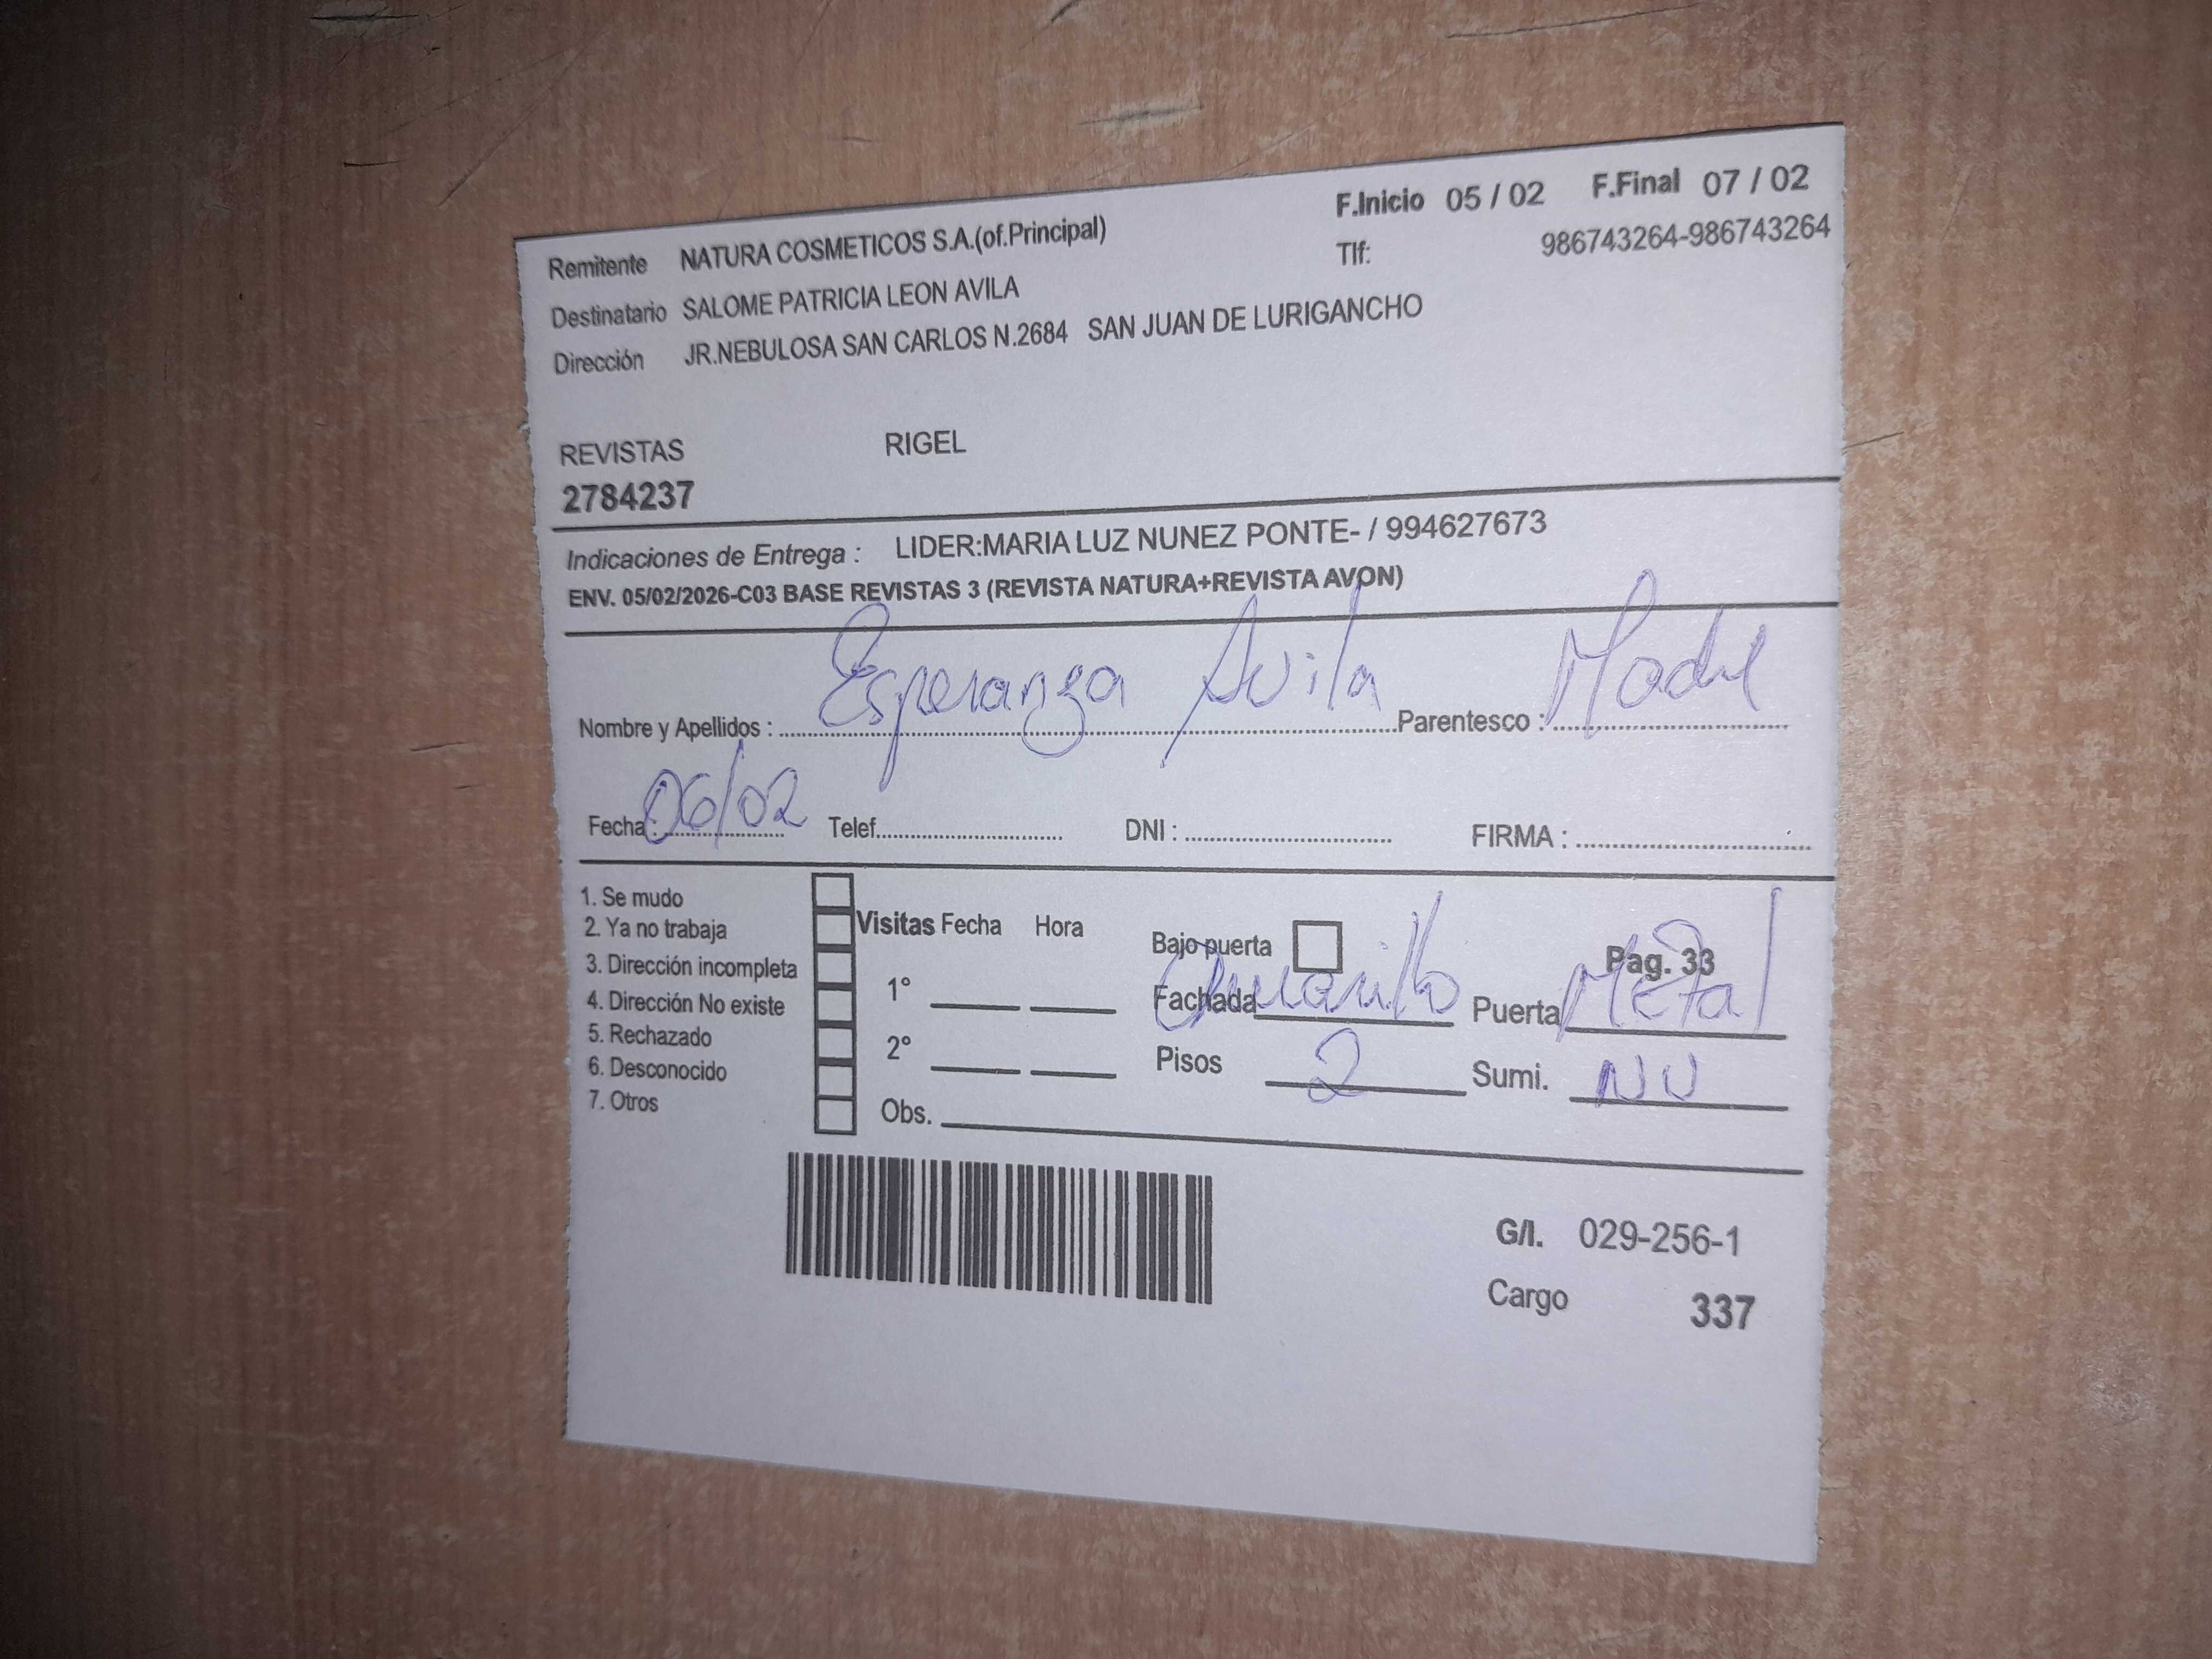 F.Inicio 05 / 02 F.Final 07 / 02
Remitente NATURA COSMETICOS S.A.(of.Principal) Tlf: 986743264-986743264
Destinatario SALOME PATRICIA LEON AVILA
Dirección JR.NEBULOSA SAN CARLOS N.2684 SAN JUAN DE LURIGANCHO
REVISTAS RIGEL
2784237
Indicaciones de Entrega : LIDER:MARIA LUZ NUNEZ PONTE- / 994627673
ENV. 05/02/2026-C03 BASE REVISTAS 3 (REVISTA NATURA+REVISTA AVON)
Nombre y Apellidos : Esperanza Avila Parentesco : Madre
Fecha : 06/02 Telef. DNI : FIRMA :
1. Se mudo
2. Ya no trabaja
3. Dirección incompleta
4. Dirección No existe
5. Rechazado
6. Desconocido
7. Otros
Visitas Fecha Hora
1°
2°
Obs.
Bajo puerta Pag. 33
Fachada Amarillo Puerta Metal
Pisos 2 Sumi. NU
G/I. 029-256-1
Cargo 337